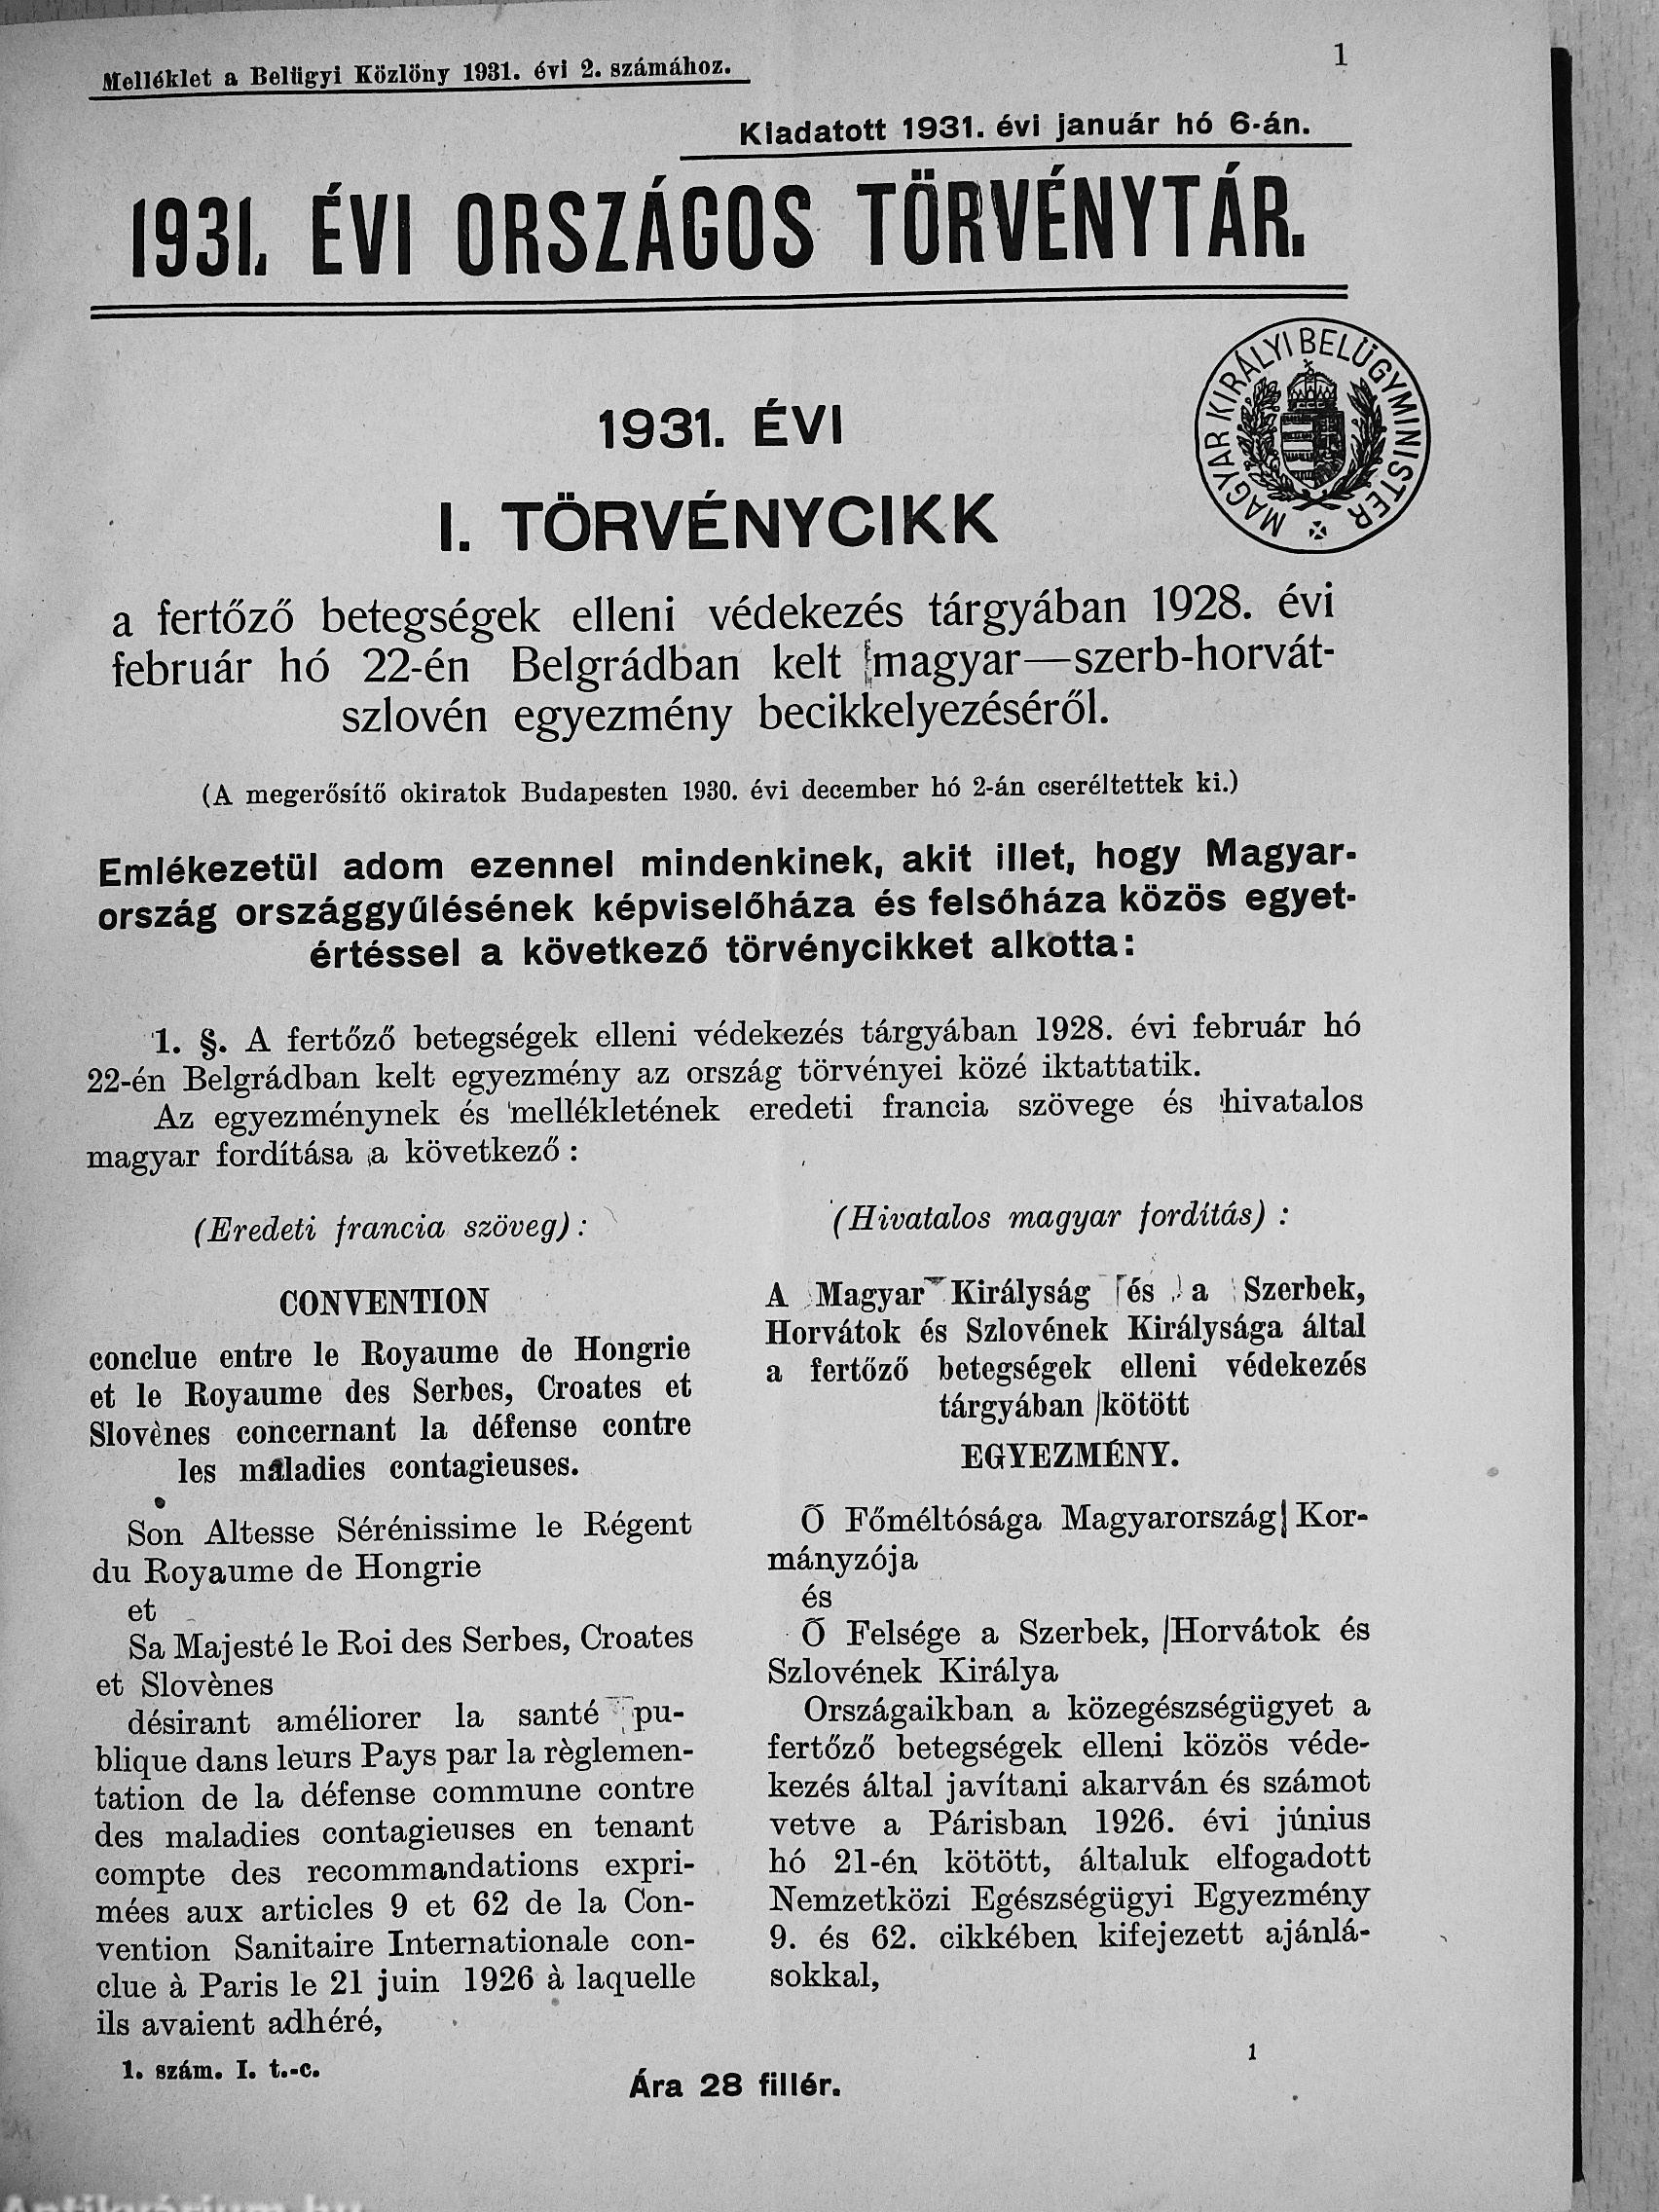 Melléklet a Belügyi Közlöny 1931. évi 2. számához.
1
Kiadatott 1931. évi január hó 6-án.
1931. ÉVI ORSZÁGOS TÖRVÉNYTÁR.
MAGYAR KIRÁLYI BELÜGYMINISTER
1931. ÉVI
I. TÖRVÉNYCIKK
a fertőző betegségek elleni védekezés tárgyában 1928. évi
február hó 22-én Belgrádban kelt magyar—szerb-horvát-
szlovén egyezmény becikkelyezéséről.
(A megerősítő okiratok Budapesten 1930. évi december hó 2-án cseréltettek ki.)
Emlékezetül adom ezennel mindenkinek, akit illet, hogy Magyar-
ország országgyűlésének képviselőháza és felsőháza közös egyet-
értéssel a következő törvénycikket alkotta:
1. §. A fertőző betegségek elleni védekezés tárgyában 1928. évi február hó
22-én Belgrádban kelt egyezmény az ország törvényei közé iktattatik.
Az egyezménynek és mellékletének eredeti francia szövege és hivatalos
magyar fordítása a következő:
(Eredeti francia szöveg):
CONVENTION
conclue entre le Royaume de Hongrie
et le Royaume des Serbes, Croates et
Slovènes concernant la défense contre
les maladies contagieuses.
Son Altesse Sérénissime le Régent
du Royaume de Hongrie
et
Sa Majesté le Roi des Serbes, Croates
et Slovènes
désirant améliorer la santé pu-
blique dans leurs Pays par la règlemen-
tation de la défense commune contre
des maladies contagieuses en tenant
compte des recommandations expri-
mées aux articles 9 et 62 de la Con-
vention Sanitaire Internationale con-
clue à Paris le 21 juin 1926 à laquelle
ils avaient adhéré,
(Hivatalos magyar fordítás):
A Magyar Királyság és a Szerbek,
Horvátok és Szlovének Királysága által
a fertőző betegségek elleni védekezés
tárgyában kötött
EGYEZMÉNY.
Ő Főméltósága Magyarország Kor-
mányzója
és
Ő Felsége a Szerbek, Horvátok és
Szlovének Királya
Országaikban a közegészségügyet a
fertőző betegségek elleni közös véde-
kezés által javítani akarván és számot
vetve a Párisban 1926. évi június
hó 21-én kötött, általuk elfogadott
Nemzetközi Egészségügyi Egyezmény
9. és 62. cikkében kifejezett ajánlá-
sokkal,
1. szám. I. t.-c.
Ára 28 fillér.
1
Antikvárium.hu